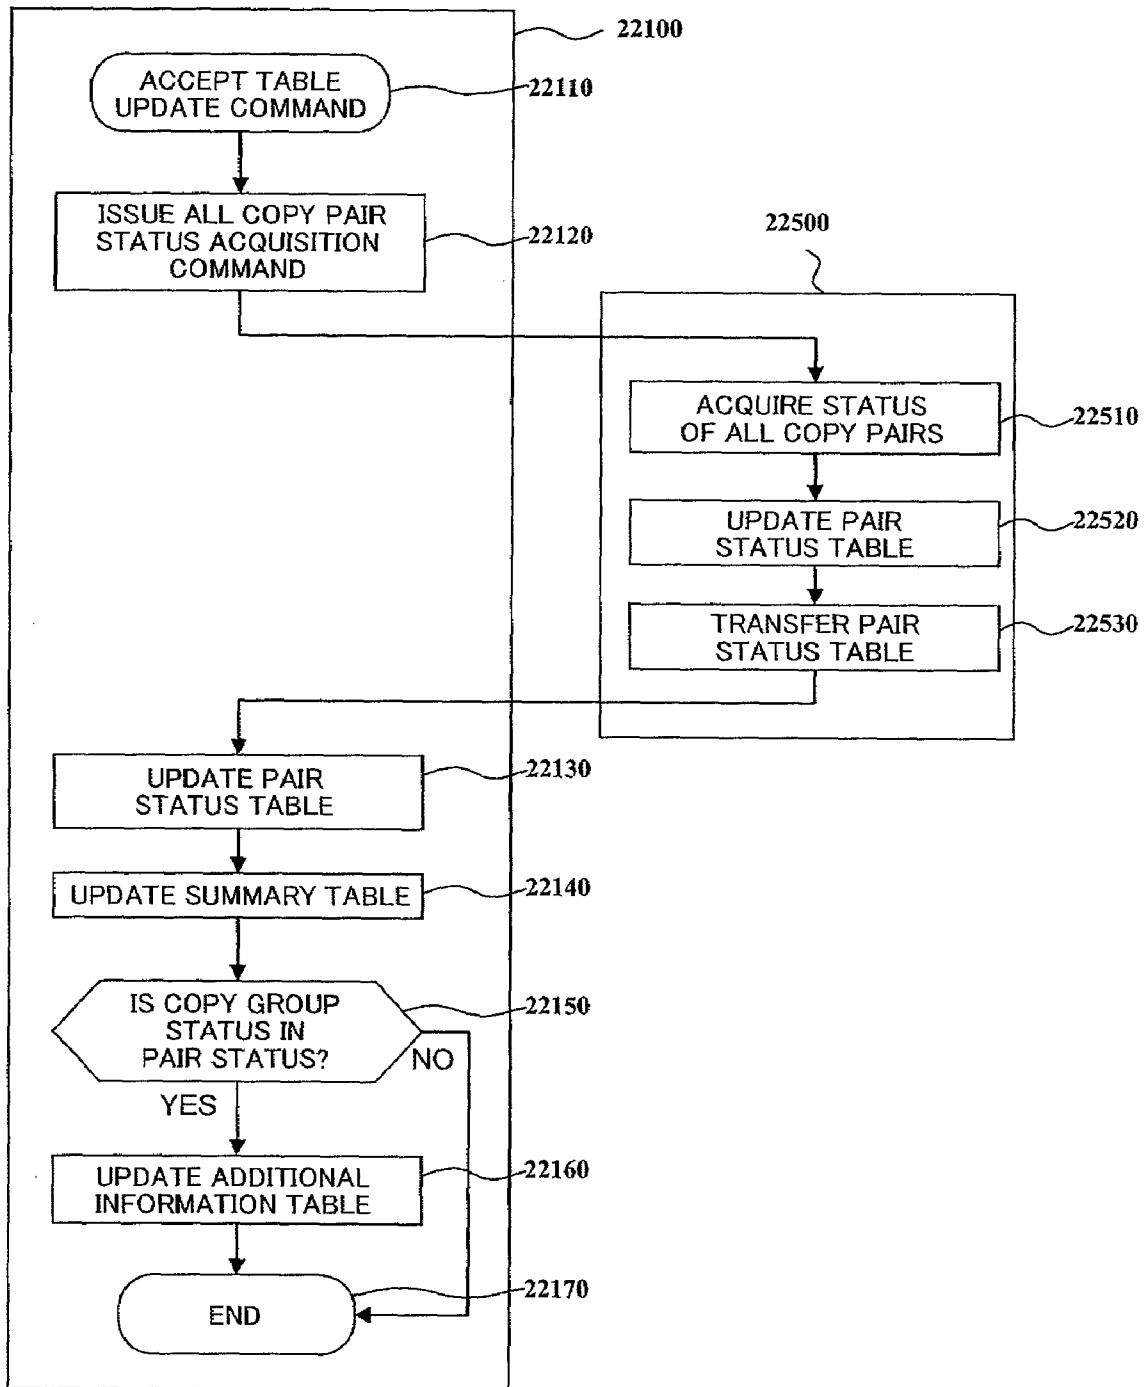 22100
ACCEPT TABLE
UPDATE COMMAND
22110
ISSUE ALL COPY PAIR
STATUS ACQUISITION
COMMAND
22120
22500
ACQUIRE STATUS
OF ALL COPY PAIRS
22510
UPDATE PAIR
STATUS TABLE
22520
TRANSFER PAIR
STATUS TABLE
22530
UPDATE PAIR
STATUS TABLE
22130
UPDATE SUMMARY TABLE
22140
IS COPY GROUP
STATUS IN
PAIR STATUS?
22150
NO
YES
UPDATE ADDITIONAL
INFORMATION TABLE
22160
END
22170